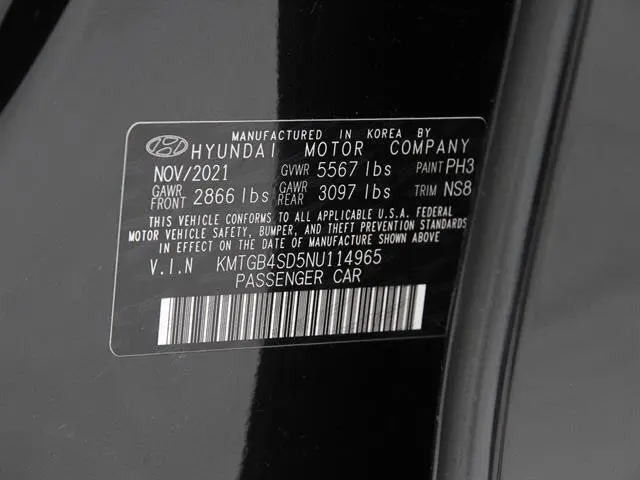 MANUFACTURED IN KOREA BY
HYUNDAI MOTOR COMPANY
NOV/2021 GVWR 5567 lbs PAINT PH3
GAWR FRONT 2866 lbs GAWR REAR 3097 lbs TRIM NS8
THIS VEHICLE CONFORMS TO ALL APPLICABLE U.S.A. FEDERAL
MOTOR VEHICLE SAFETY, BUMPER, AND THEFT PREVENTION STANDARDS
IN EFFECT ON THE DATE OF MANUFACTURE SHOWN ABOVE.
V.I.N KMTGB4SD5NU114965
PASSENGER CAR